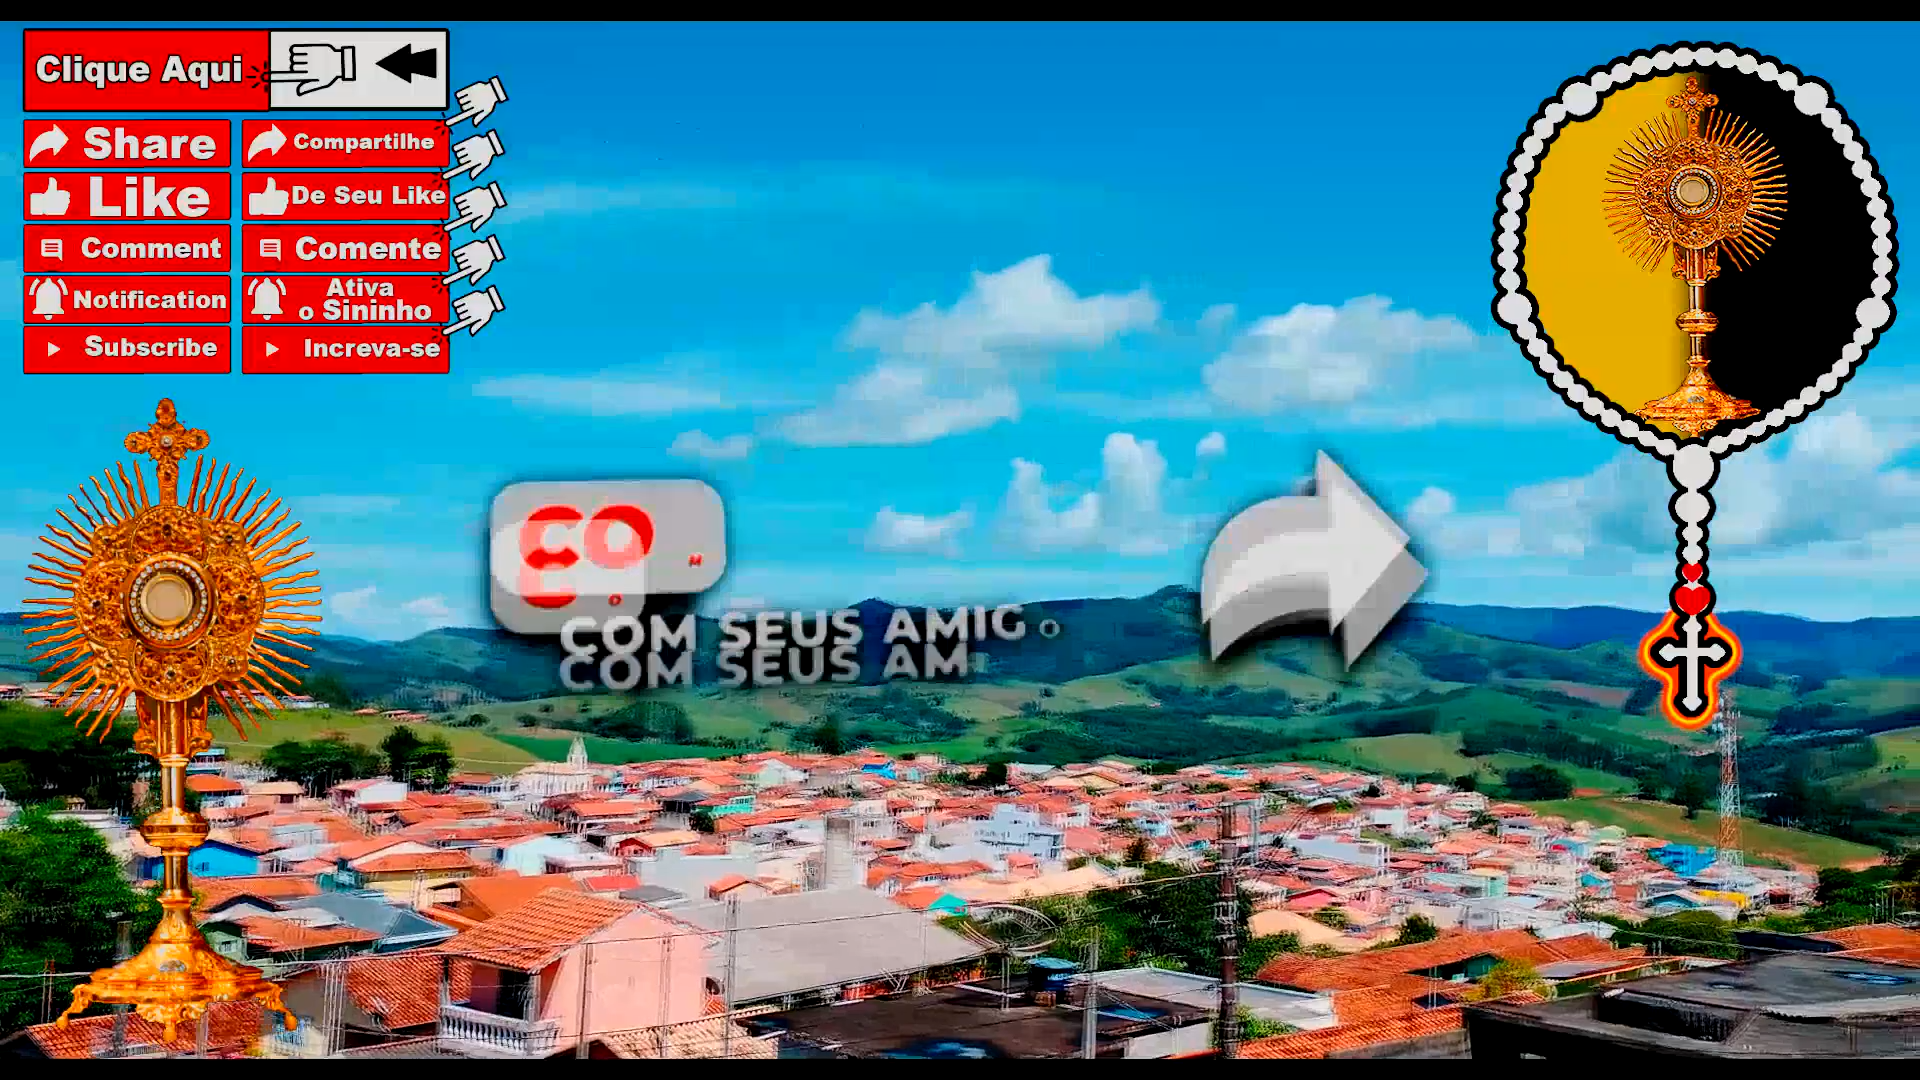 Clique Aqui
Share
Compartilhe
Like
De Seu Like
Comment
Comente
Notification
Ativa
o Sininho
Subscribe
Increva-se
CO M
COM SEUS AMIG O
COM SEUS AM